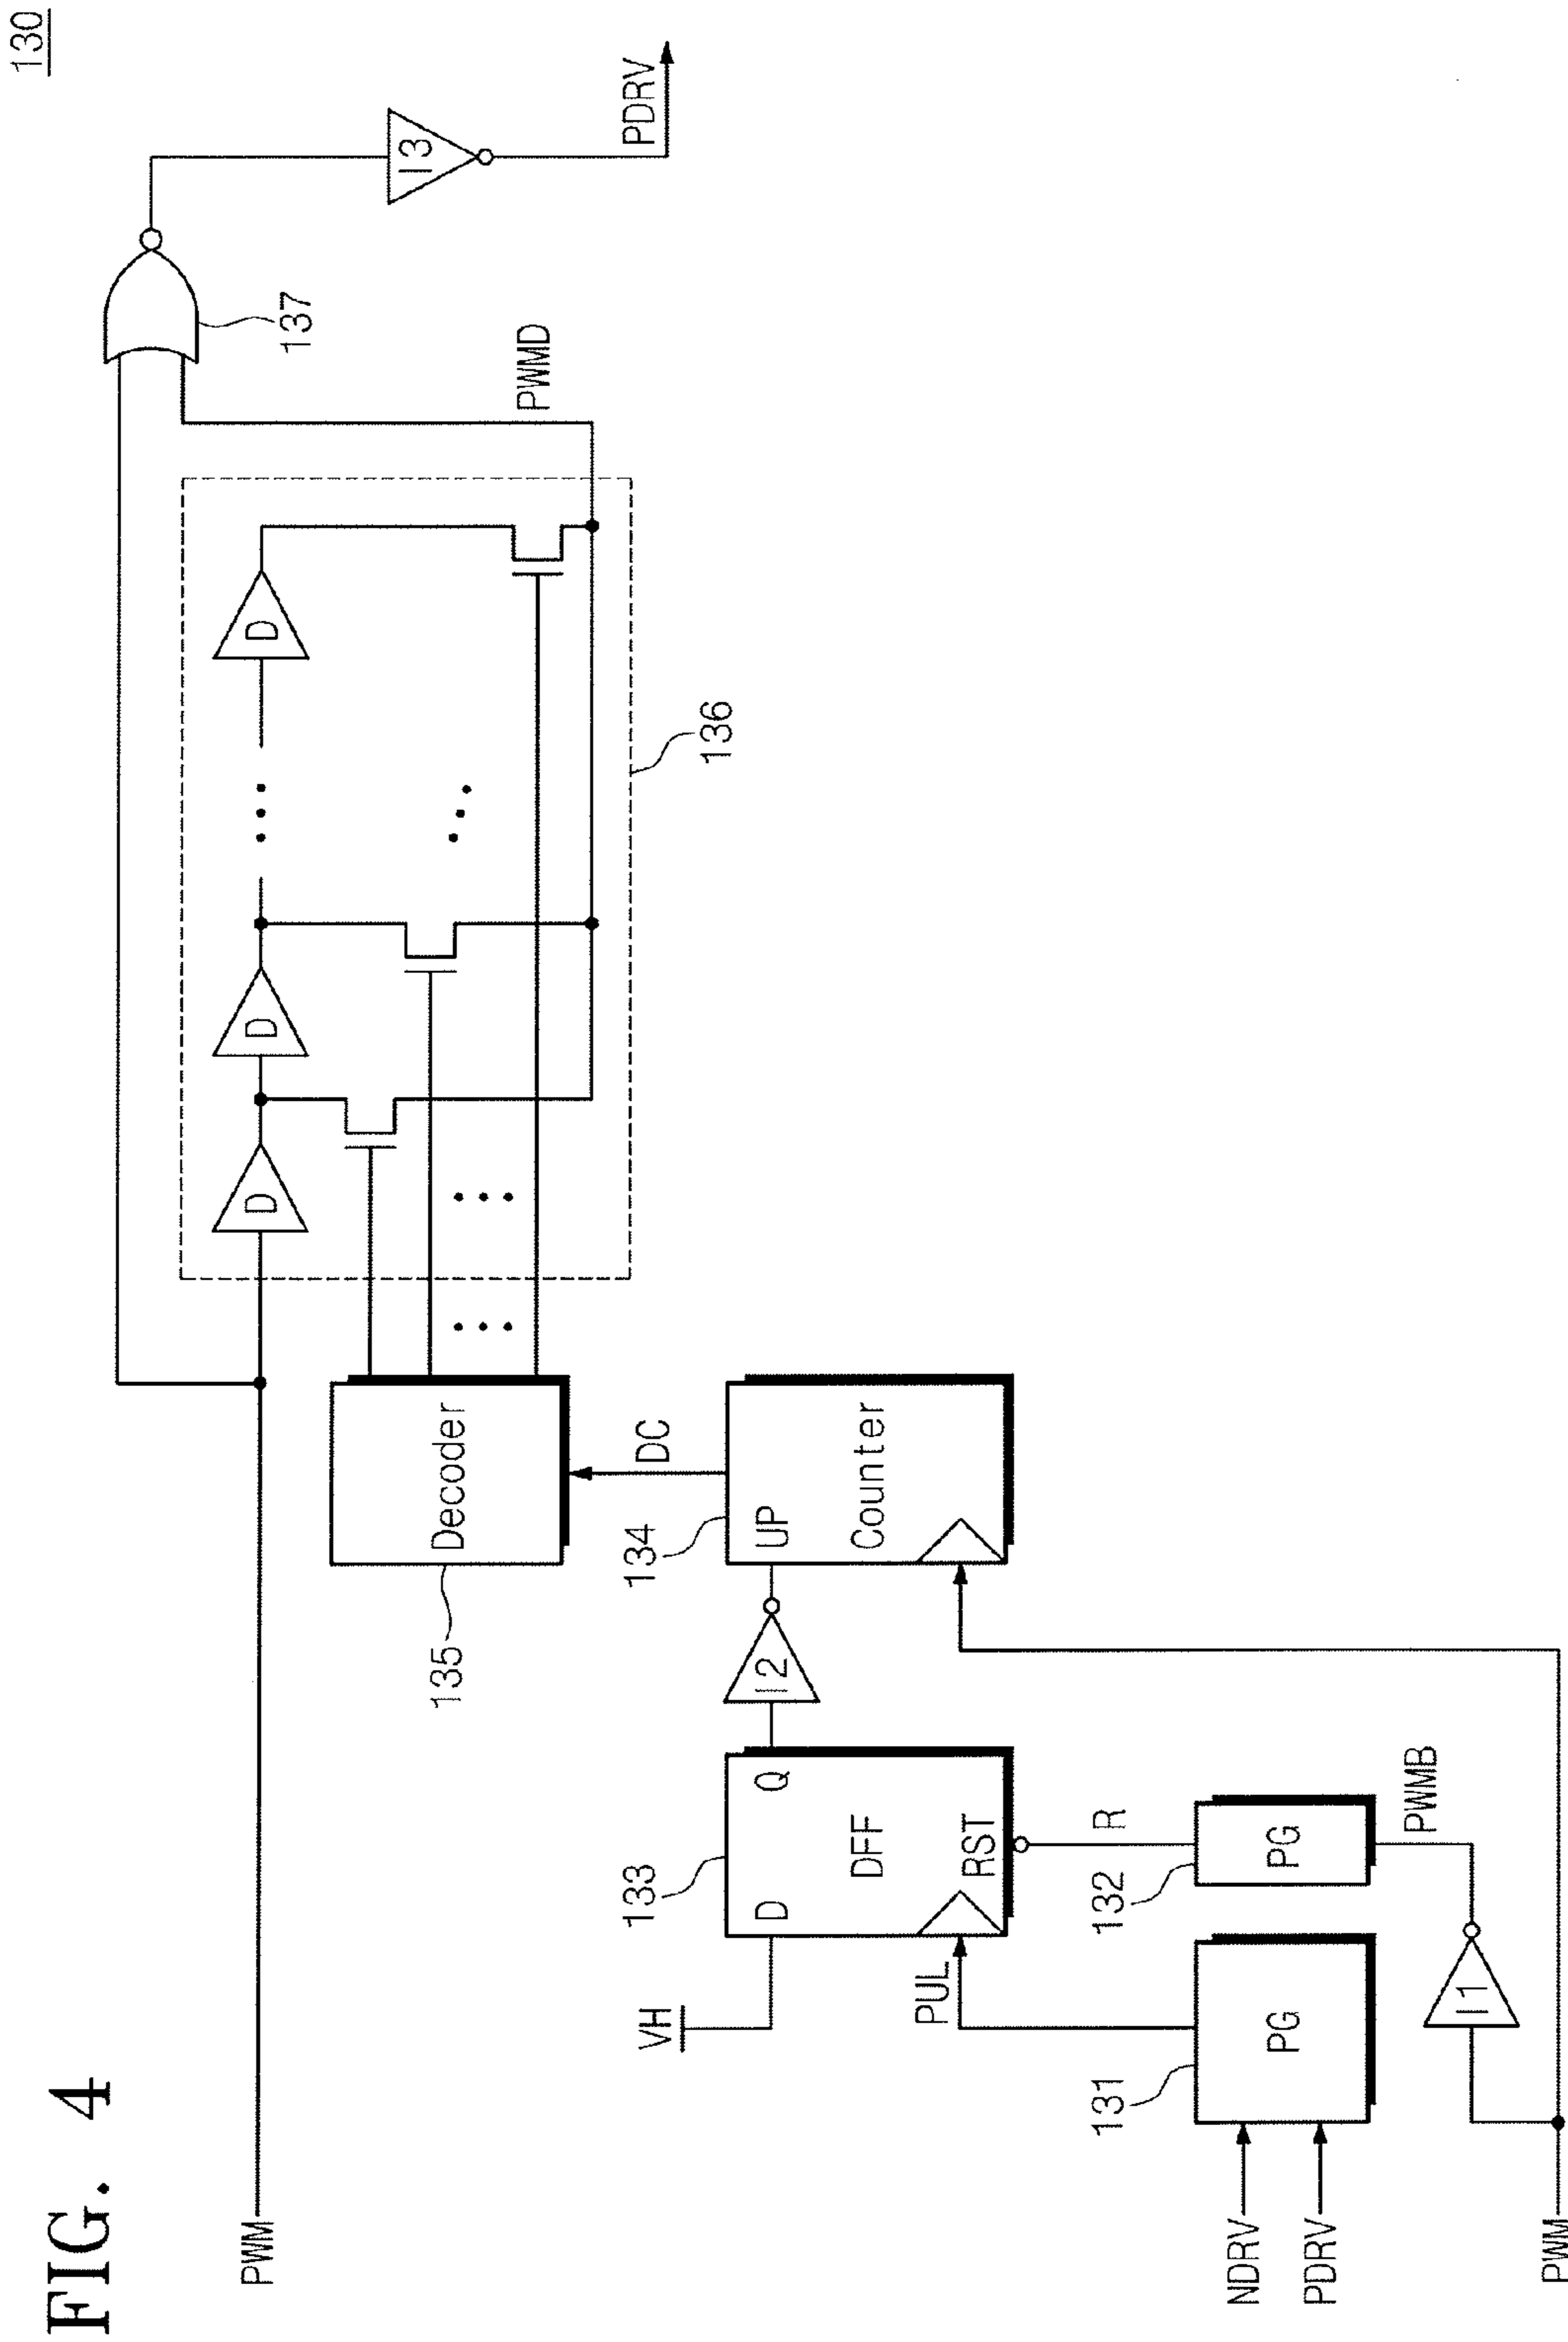 FIG. 4
130
PWM
D
D
D
137
I3
PDRV
PWMD
136
Decoder
135
DC
134
UP
Counter
I2
133
D
Q
DFF
RST
VH
PUL
R
131
PG
132
PG
PWMB
I1
NDRV
PDRV
PWM